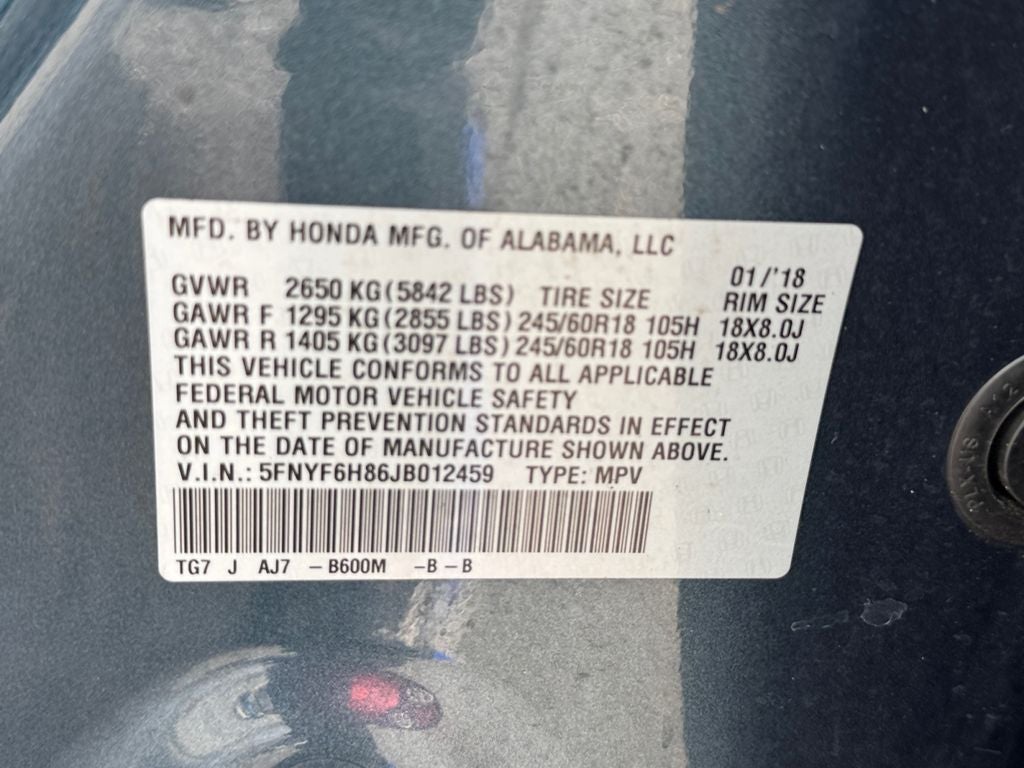 MFD. BY HONDA MFG. OF ALABAMA, LLC
01/'18
GVWR 2650 KG(5842 LBS) TIRE SIZE RIM SIZE
GAWR F 1295 KG(2855 LBS) 245/60R18 105H 18X8.0J
GAWR R 1405 KG(3097 LBS) 245/60R18 105H 18X8.0J
THIS VEHICLE CONFORMS TO ALL APPLICABLE
FEDERAL MOTOR VEHICLE SAFETY
AND THEFT PREVENTION STANDARDS IN EFFECT
ON THE DATE OF MANUFACTURE SHOWN ABOVE.
V.I.N.: 5FNYF6H86JB012459 TYPE: MPV
TG7 J AJ7 -B600M -B -B